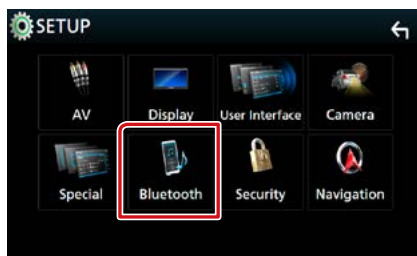 SETUP
AV
Display
User Interface
Camera
Special
Bluetooth
Security
Navigation